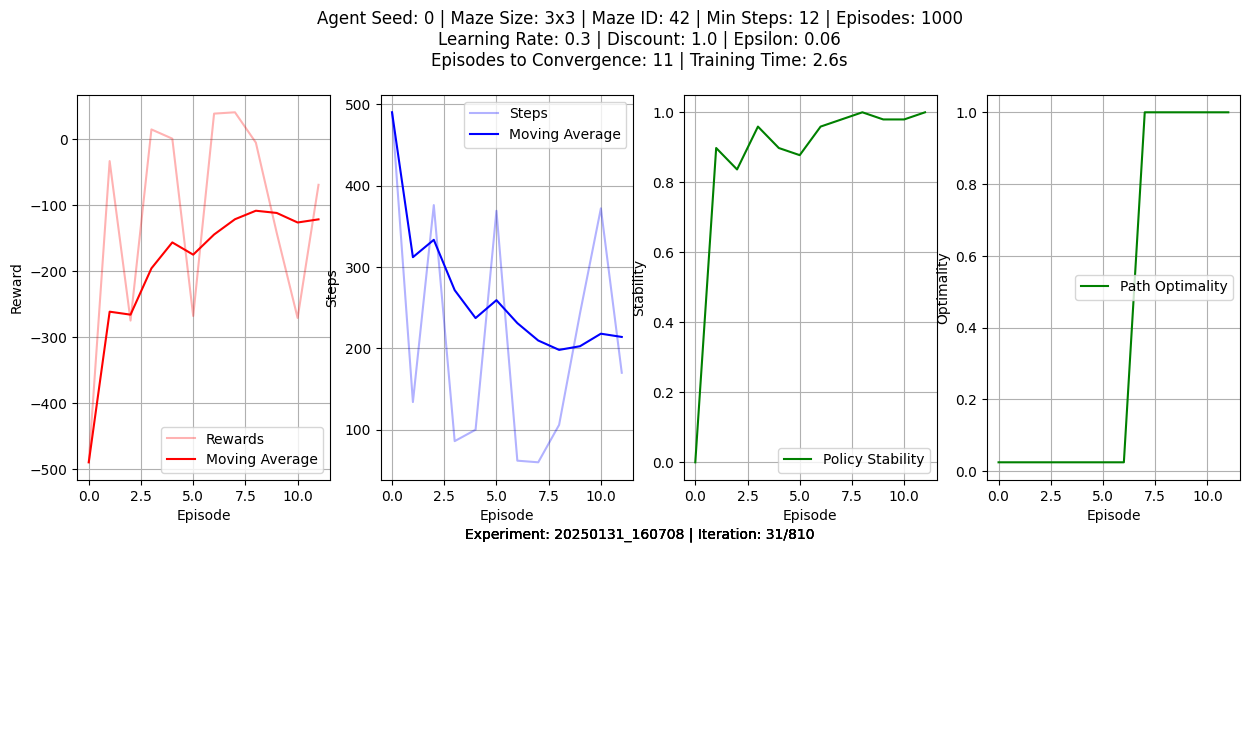 Agent Seed: 0 | Maze Size: 3x3 | Maze ID: 42 | Min Steps: 12 | Episodes: 1000
Learning Rate: 0.3 | Discount: 1.0 | Epsilon: 0.06
Episodes to Convergence: 11 | Training Time: 2.6s
Reward
0
−100
−200
−300
−400
−500
Rewards
Moving Average
0.0 2.5 5.0 7.5 10.0
Episode
Steps
500
400
300
200
100
Steps
Moving Average
0.0 2.5 5.0 7.5 10.0
Episode
Stability
1.0
0.8
0.6
0.4
0.2
0.0
Policy Stability
0.0 2.5 5.0 7.5 10.0
Episode
Optimality
1.0
0.8
0.6
0.4
0.2
0.0
Path Optimality
0.0 2.5 5.0 7.5 10.0
Episode
Experiment: 20250131_160708 | Iteration: 31/810